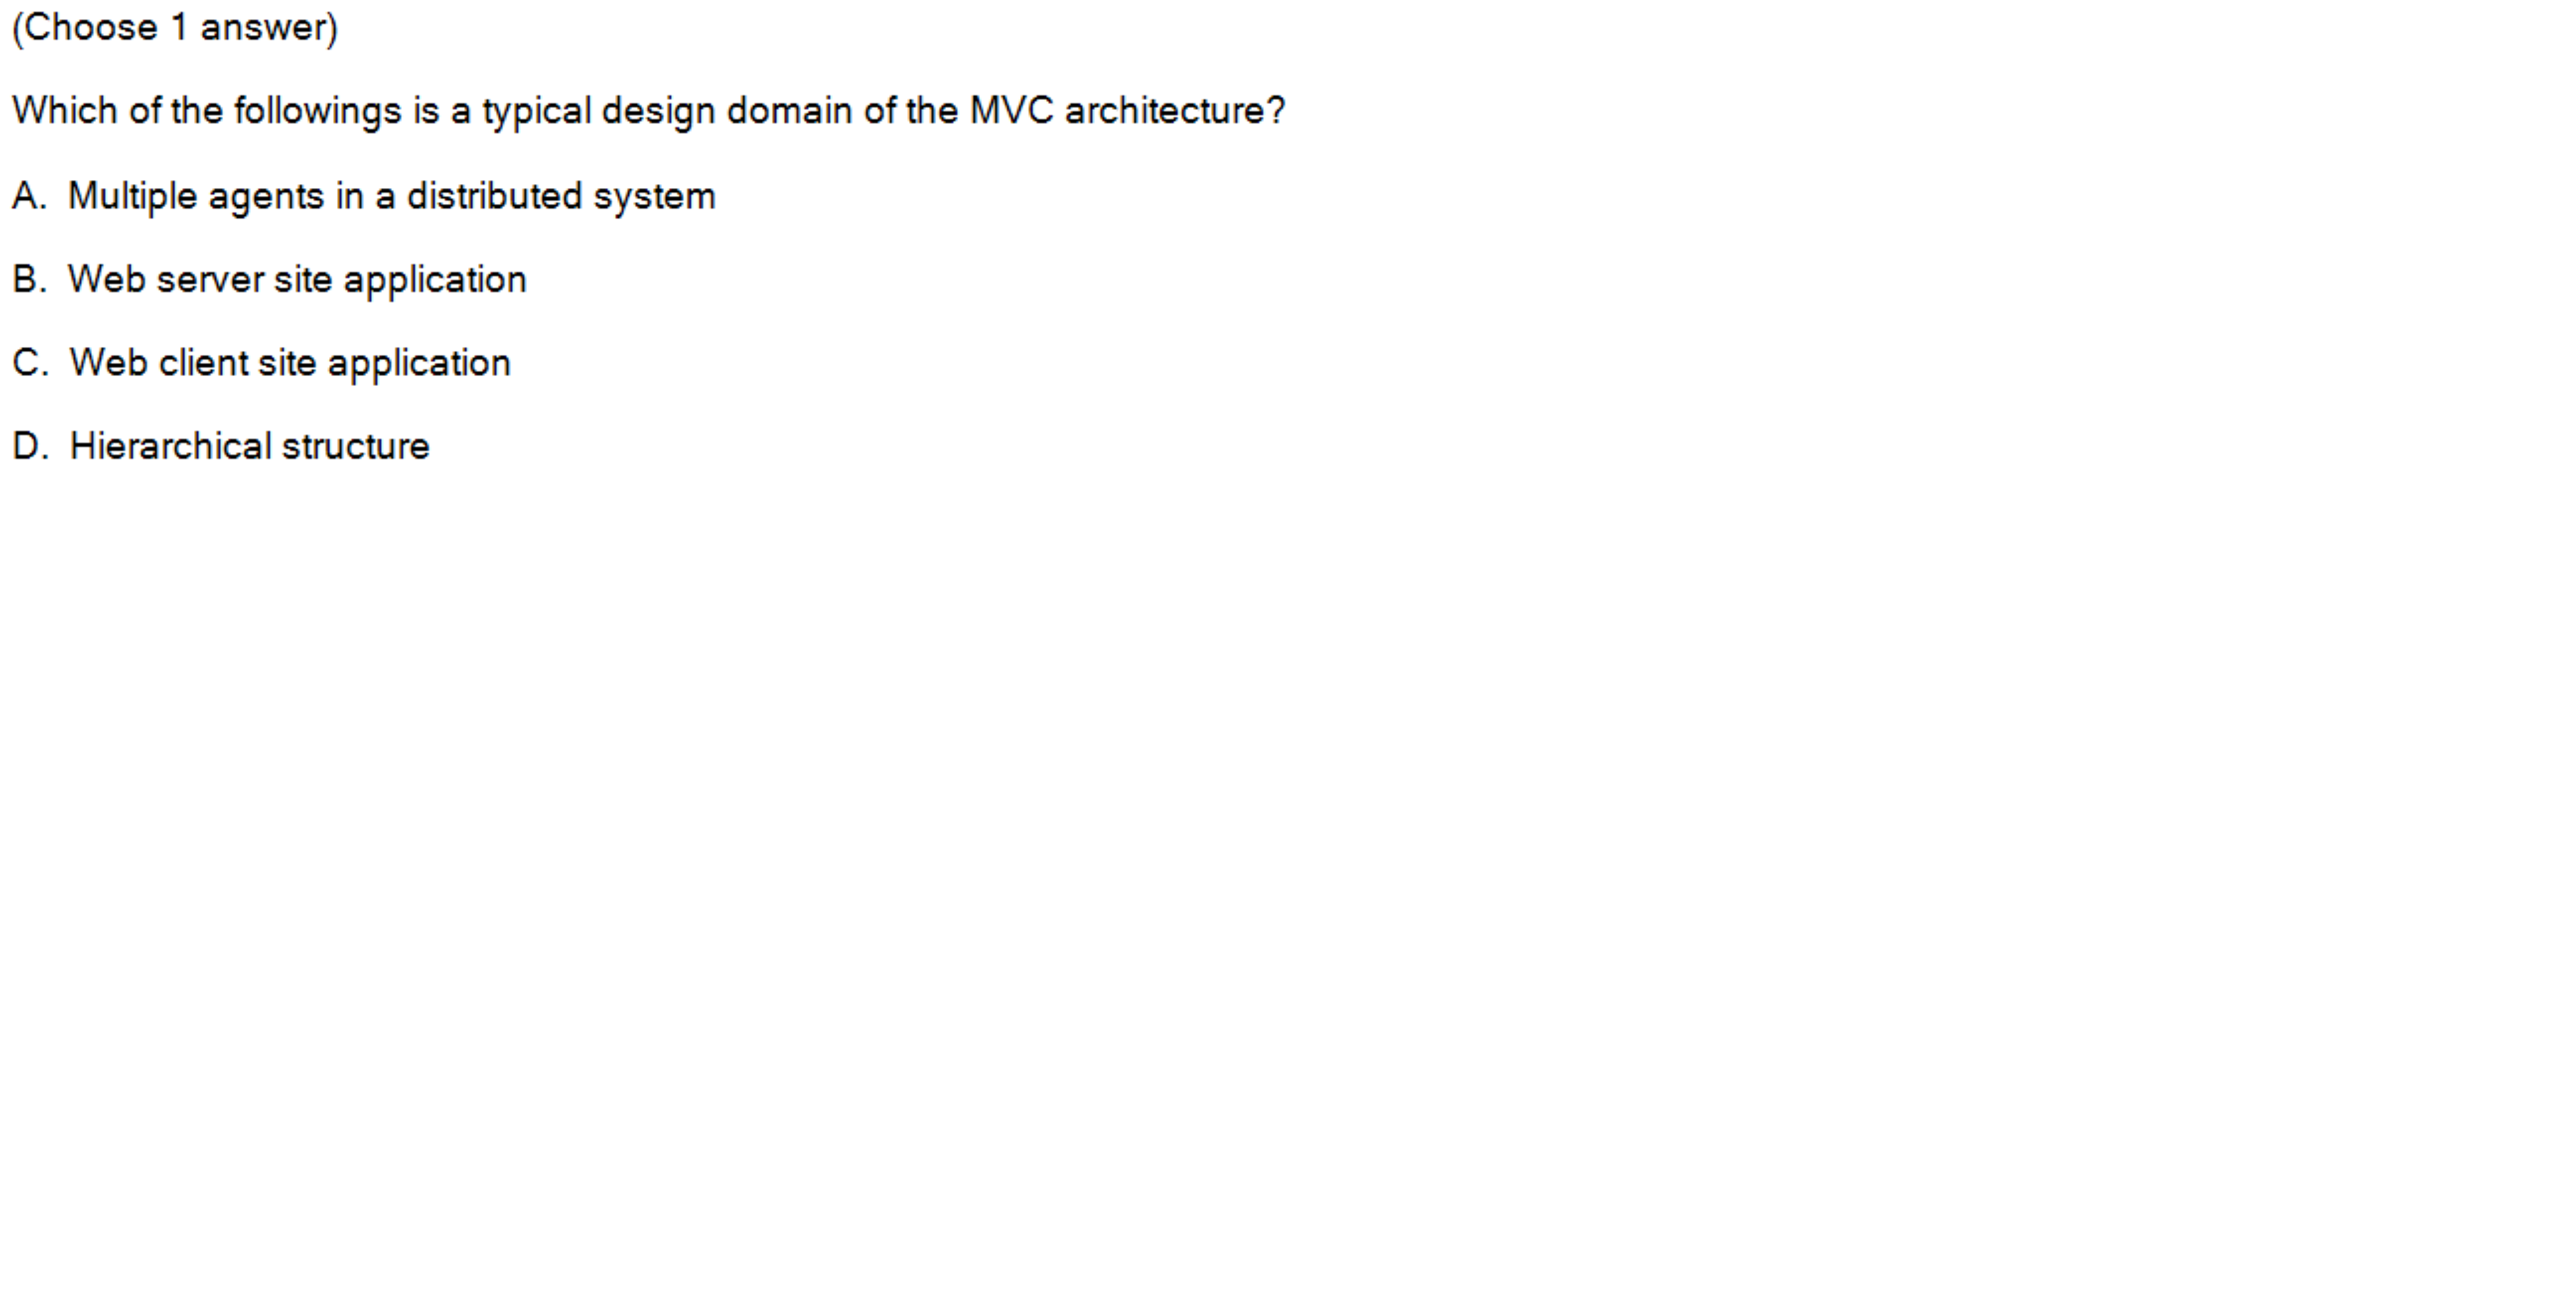 (Choose 1 answer)
Which of the followings is a typical design domain of the MVC architecture?
A. Multiple agents in a distributed system
B. Web server site application
C. Web client site application
D. Hierarchical structure